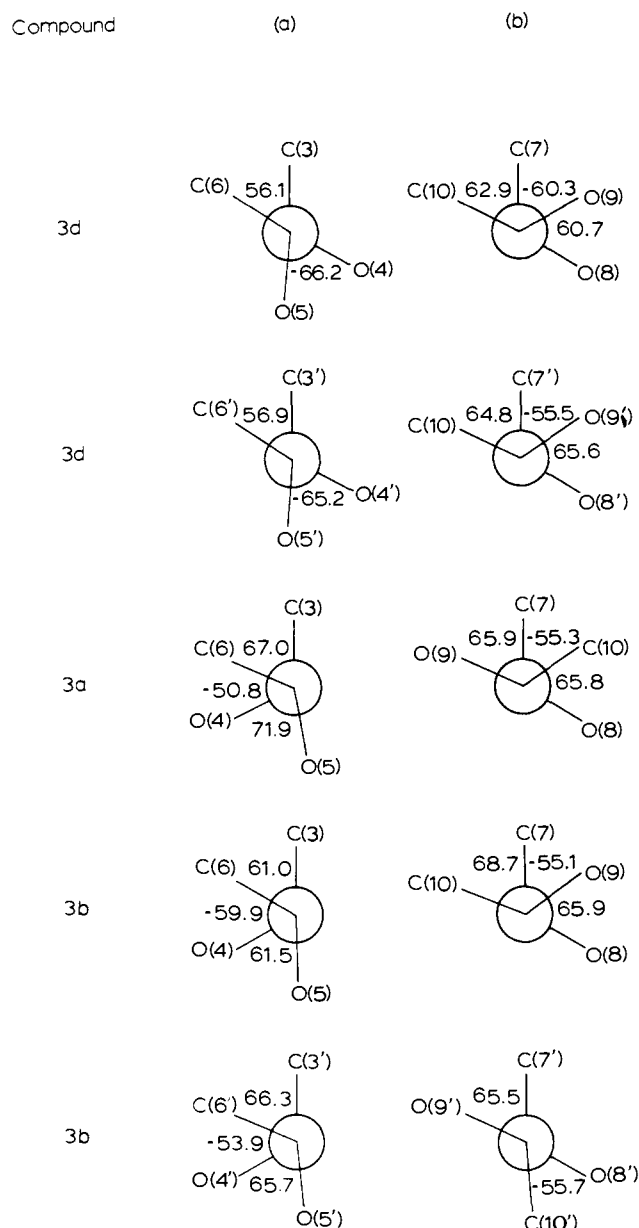 Compound (a) (b)
C(3) C(7)
C(6) 56.1 C(10) 62.9 -60.3 O(9)
3d 60.7
-66.2 O(4) O(8)
O(5)
C(3') C(7')
C(6') 56.9 C(10) 64.8 -55.5 O(9')
3d 65.6
-65.2 O(4') O(8')
O(5')
C(3) C(7)
C(6) 67.0 65.9 -55.3 C(10)
O(9)
3a -50.8 65.8
O(4) 71.9 O(8)
O(5)
C(3) C(7)
C(6) 61.0 68.7 -55.1 O(9)
C(10)
3b -59.9 65.9
O(4) 61.5 O(8)
O(5)
C(3') C(7')
C(6') 66.3 O(9') 65.5
3b -53.9
O(4') 65.7 -55.7 O(8')
O(5') C(10')